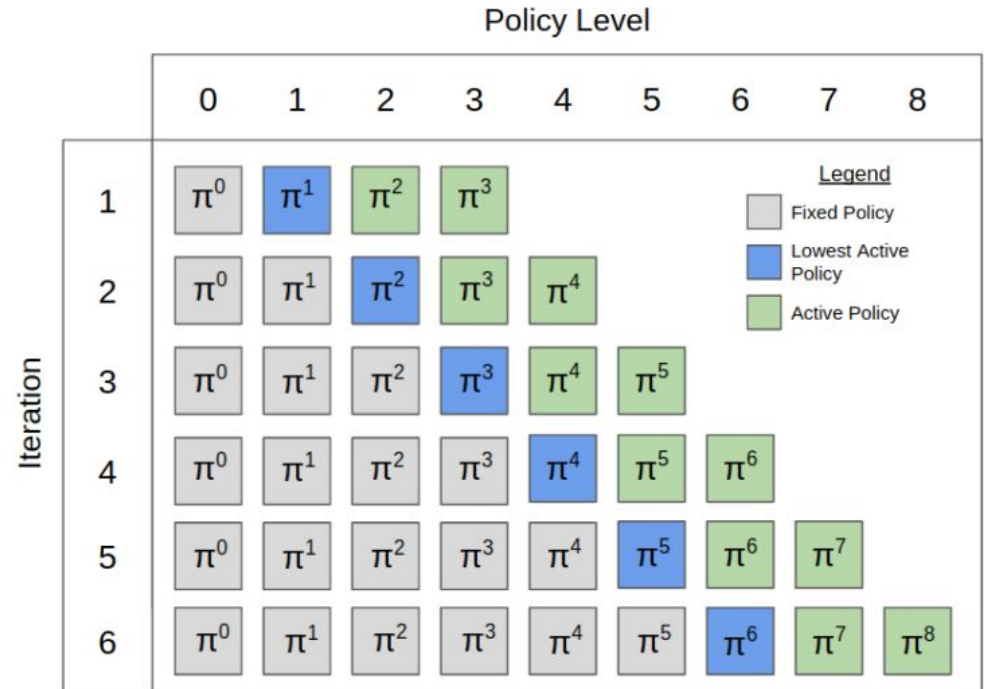 Policy Level
0 1 2 3 4 5 6 7 8
Iteration
1 π⁰ π¹ π² π³
2 π⁰ π¹ π² π³ π⁴
3 π⁰ π¹ π² π³ π⁴ π⁵
4 π⁰ π¹ π² π³ π⁴ π⁵ π⁶
5 π⁰ π¹ π² π³ π⁴ π⁵ π⁶ π⁷
6 π⁰ π¹ π² π³ π⁴ π⁵ π⁶ π⁷ π⁸
Legend
Fixed Policy
Lowest Active
Policy
Active Policy